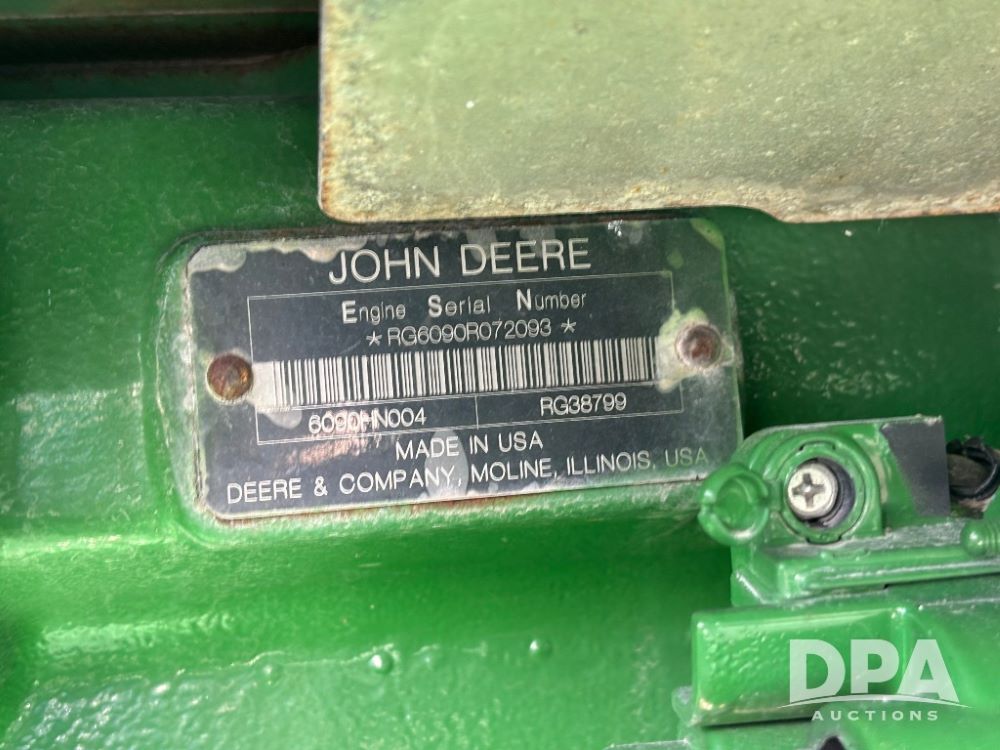 JOHN DEERE
Engine Serial Number
* RG6090R072093 *
6090HN004 RG38799
MADE IN USA
DEERE & COMPANY, MOLINE, ILLINOIS, USA
DPA
AUCTIONS